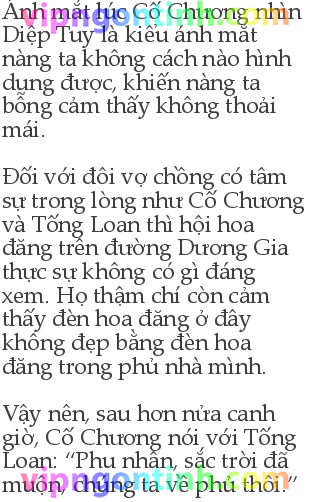 Ánh mắt lúc Cố Chương nhìn
Diệp Tuy là kiểu ánh mắt
nàng ta không cách nào hình
dung được, khiến nàng ta
bỗng cảm thấy không thoải
mái.
Đối với đôi vợ chồng có tâm
sự trong lòng như Cố Chương
và Tống Loan thì hội hoa
đăng trên đường Dương Gia
thực sự không có gì đáng
xem. Họ thậm chí còn cảm
thấy đèn hoa đăng ở đây
không đẹp bằng đèn hoa
đăng trong phủ nhà mình.
Vậy nên, sau hơn nửa canh
giờ, Cố Chương nói với Tống
Loan: “Phu nhân, sắc trời đã
muộn, chúng ta về phủ thôi.”
vipngontinh.com
vipngontinh.com